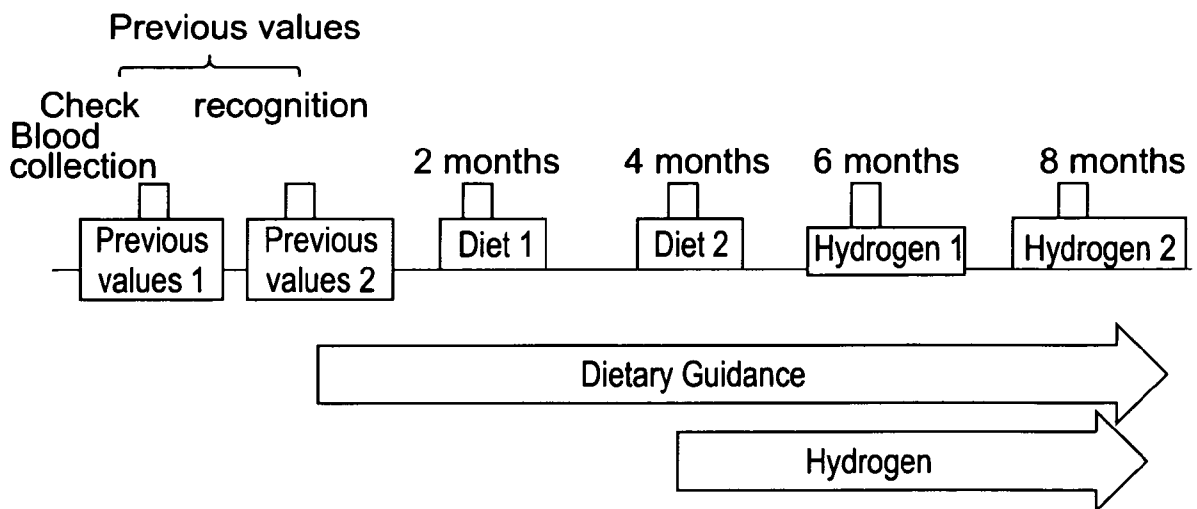 Previous values
Check recognition
Blood
collection
2 months 4 months 6 months 8 months
Previous
values 1
Previous
values 2
Diet 1
Diet 2
Hydrogen 1
Hydrogen 2
Dietary Guidance
Hydrogen